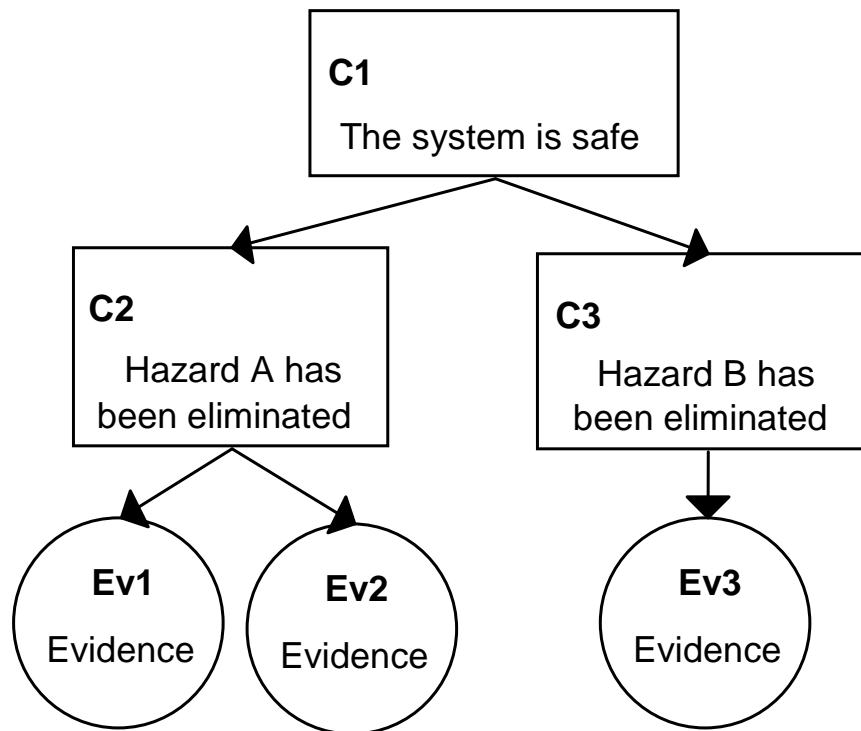 C1
The system is safe
C2
Hazard A has
been eliminated
C3
Hazard B has
been eliminated
Ev1
Evidence
Ev2
Evidence
Ev3
Evidence